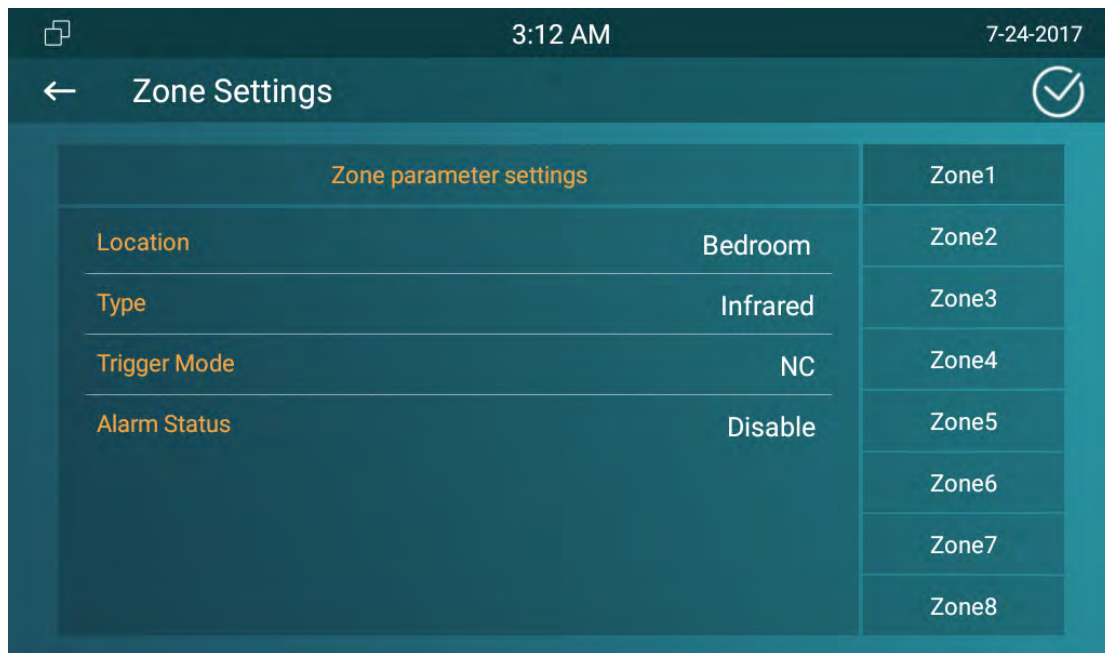 3:12 AM 7-24-2017
Zone Settings
Zone parameter settings
Location Bedroom
Type Infrared
Trigger Mode NC
Alarm Status Disable
Zone1
Zone2
Zone3
Zone4
Zone5
Zone6
Zone7
Zone8